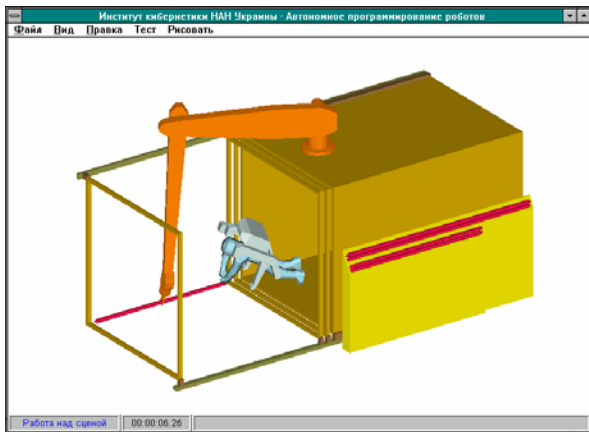 Институт кибернетики НАН Украины - Автономное программирование роботов
Файл Вид Правка Тест Рисовать
Работа над сценой 00:00:06.26